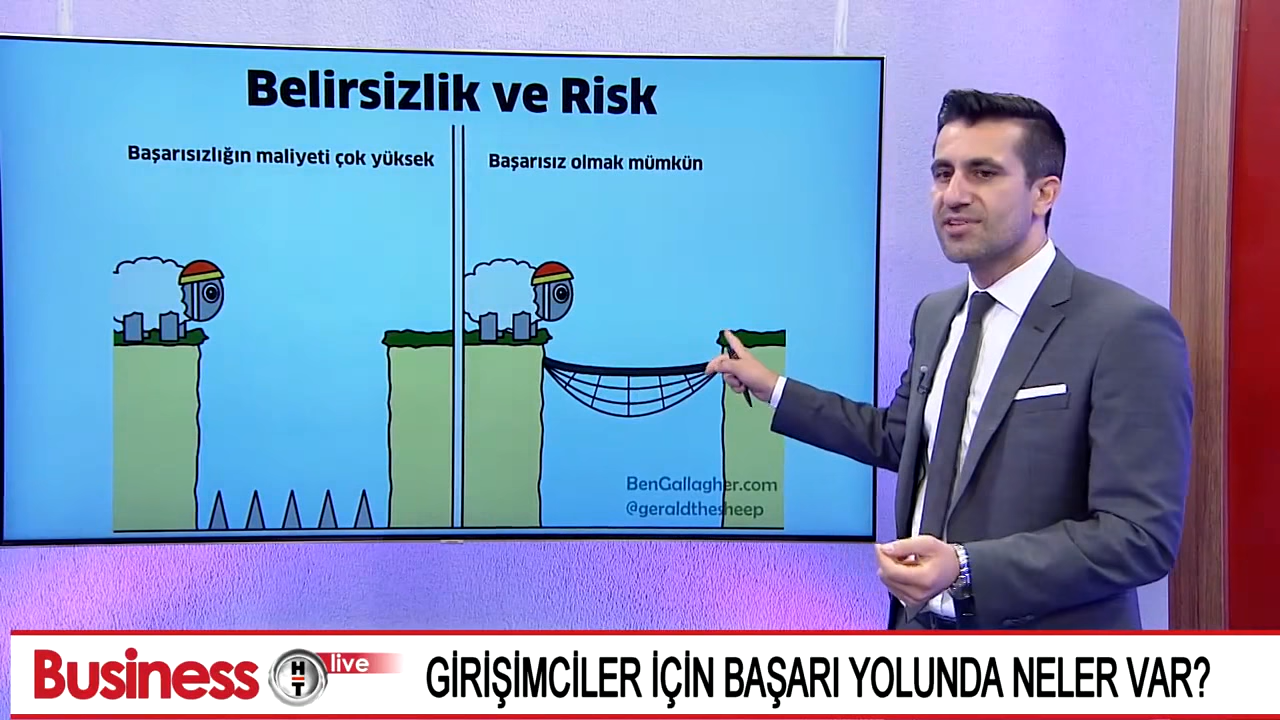 Belirsizlik ve Risk
Başarısızlığın maliyeti çok yüksek
Başarısız olmak mümkün
BenGallagher.com
@geraldthesheep
Business HT live
GİRİŞİMCİLER İÇİN BAŞARI YOLUNDA NELER VAR?